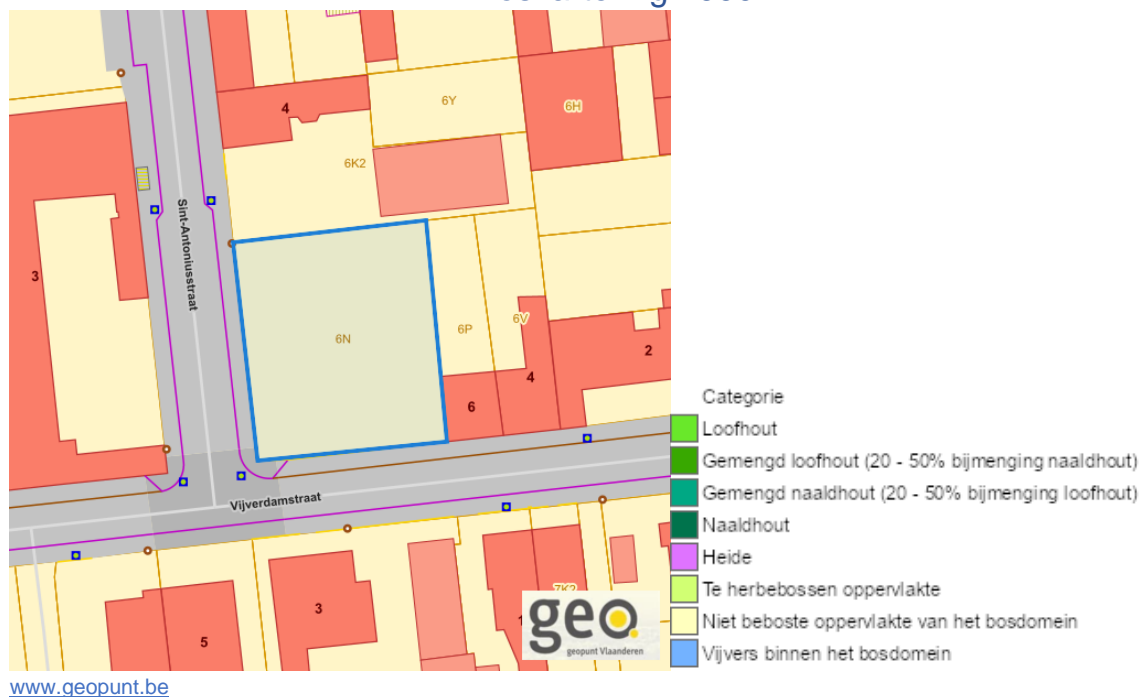 4
6Y
6H
6K2
Sint-Antoniusstraat
3
6N
6P
6V
2
4
6
Vijverdamstraat
3
5
7K2
geo
geopunt Vlaanderen
Categorie
Loofhout
Gemengd loofhout (20 - 50% bijmenging naaldhout)
Gemengd naaldhout (20 - 50% bijmenging loofhout)
Naaldhout
Heide
Te herbebossen oppervlakte
Niet beboste oppervlakte van het bosdomein
Vijvers binnen het bosdomein
www.geopunt.be